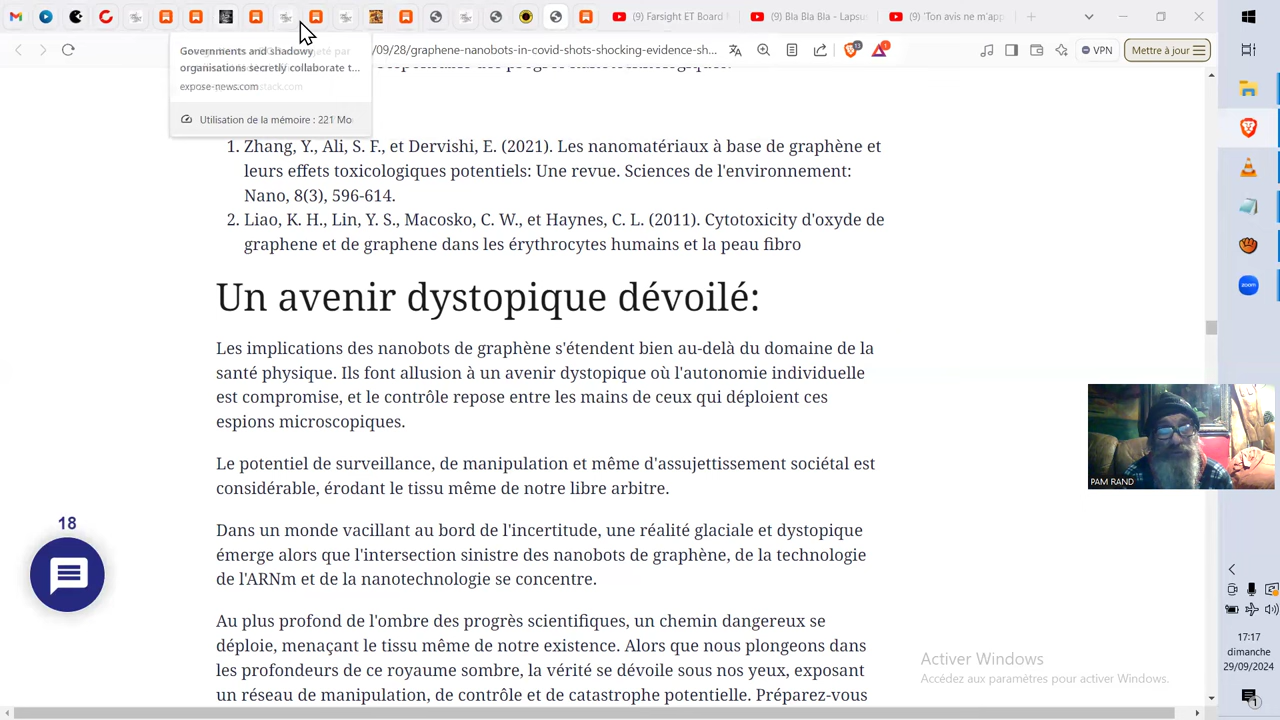 Farsight ET Board
Bla Bla Bla - Lapsu
'Ton avis ne m'app
/09/28/graphene-nanobots-in-covid-shots-shocking-evidence-sh...
13
1
VPN
Mettre à jour
Governments and shadowy
organisations secretly collaborate t...
expose-news.com
Utilisation de la mémoire : 221 Mo
1. Zhang, Y., Ali, S. F., et Dervishi, E. (2021). Les nanomatériaux à base de graphène et
leurs effets toxicologiques potentiels: Une revue. Sciences de l'environnement:
Nano, 8(3), 596-614.
2. Liao, K. H., Lin, Y. S., Macosko, C. W., et Haynes, C. L. (2011). Cytotoxicity d'oxyde de
graphene et de graphene dans les érythrocytes humains et la peau fibro
Un avenir dystopique dévoilé:
Les implications des nanobots de graphène s'étendent bien au-delà du domaine de la
santé physique. Ils font allusion à un avenir dystopique où l'autonomie individuelle
est compromise, et le contrôle repose entre les mains de ceux qui déploient ces
espions microscopiques.
Le potentiel de surveillance, de manipulation et même d'assujettissement sociétal est
considérable, érodant le tissu même de notre libre arbitre.
Dans un monde vacillant au bord de l'incertitude, une réalité glaciale et dystopique
émerge alors que l'intersection sinistre des nanobots de graphène, de la technologie
de l'ARNm et de la nanotechnologie se concentre.
Au plus profond de l'ombre des progrès scientifiques, un chemin dangereux se
déploie, menaçant le tissu même de notre existence. Alors que nous plongeons dans
les profondeurs de ce royaume sombre, la vérité se dévoile sous nos yeux, exposant
un réseau de manipulation, de contrôle et de catastrophe potentielle. Préparez-vous
18
PAM RAND
zoom
Activer Windows
Accédez aux paramètres pour activer Windows.
17:17
dimanche
29/09/2024
1